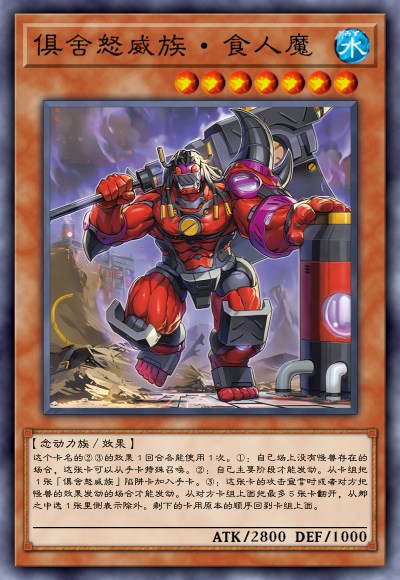 俱舍怒威族・食人魔
水
【念动力族/效果】
这个卡名的②③的效果1回合各能使用1次。①：自己场上没有怪兽存在的
场合，这张卡可以从手卡特殊召唤。②：自己主要阶段才能发动。从卡组把
1张「俱舍怒威族」陷阱卡加入手卡。③：这张卡的攻击宣言时或者对方把
怪兽的效果发动的场合才能发动。从对方卡组上面把最多5张卡翻开，从那
之中选1张里侧表示除外。剩下的卡用原本的顺序回到卡组上面。
ATK/2800 DEF/1000